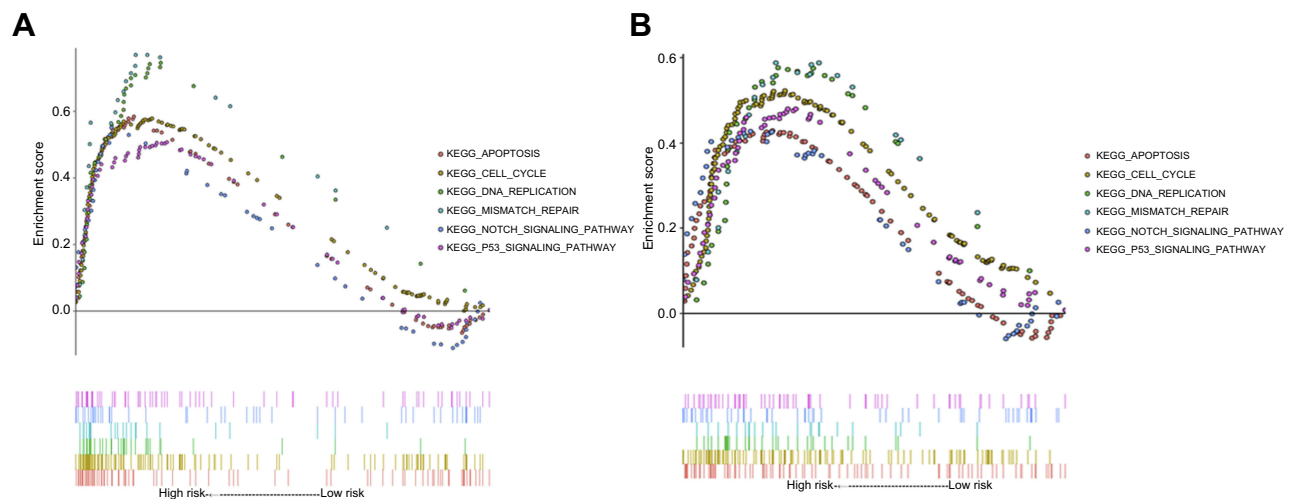 A
Enrichment score
0.6
0.4
0.2
0.0
KEGG_APOPTOSIS
KEGG_CELL_CYCLE
KEGG_DNA_REPLICATION
KEGG_MISMATCH_REPAIR
KEGG_NOTCH_SIGNALING_PATHWAY
KEGG_P53_SIGNALING_PATHWAY
High risk Low risk
B
Enrichment score
0.6
0.4
0.2
0.0
KEGG_APOPTOSIS
KEGG_CELL_CYCLE
KEGG_DNA_REPLICATION
KEGG_MISMATCH_REPAIR
KEGG_NOTCH_SIGNALING_PATHWAY
KEGG_P53_SIGNALING_PATHWAY
High risk Low risk